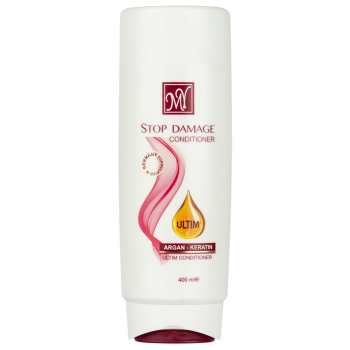 MY
STOP DAMAGE
CONDITIONER
ULTIM
ARGAN - KERATIN
ULTIM CONDITIONER
400 ml e